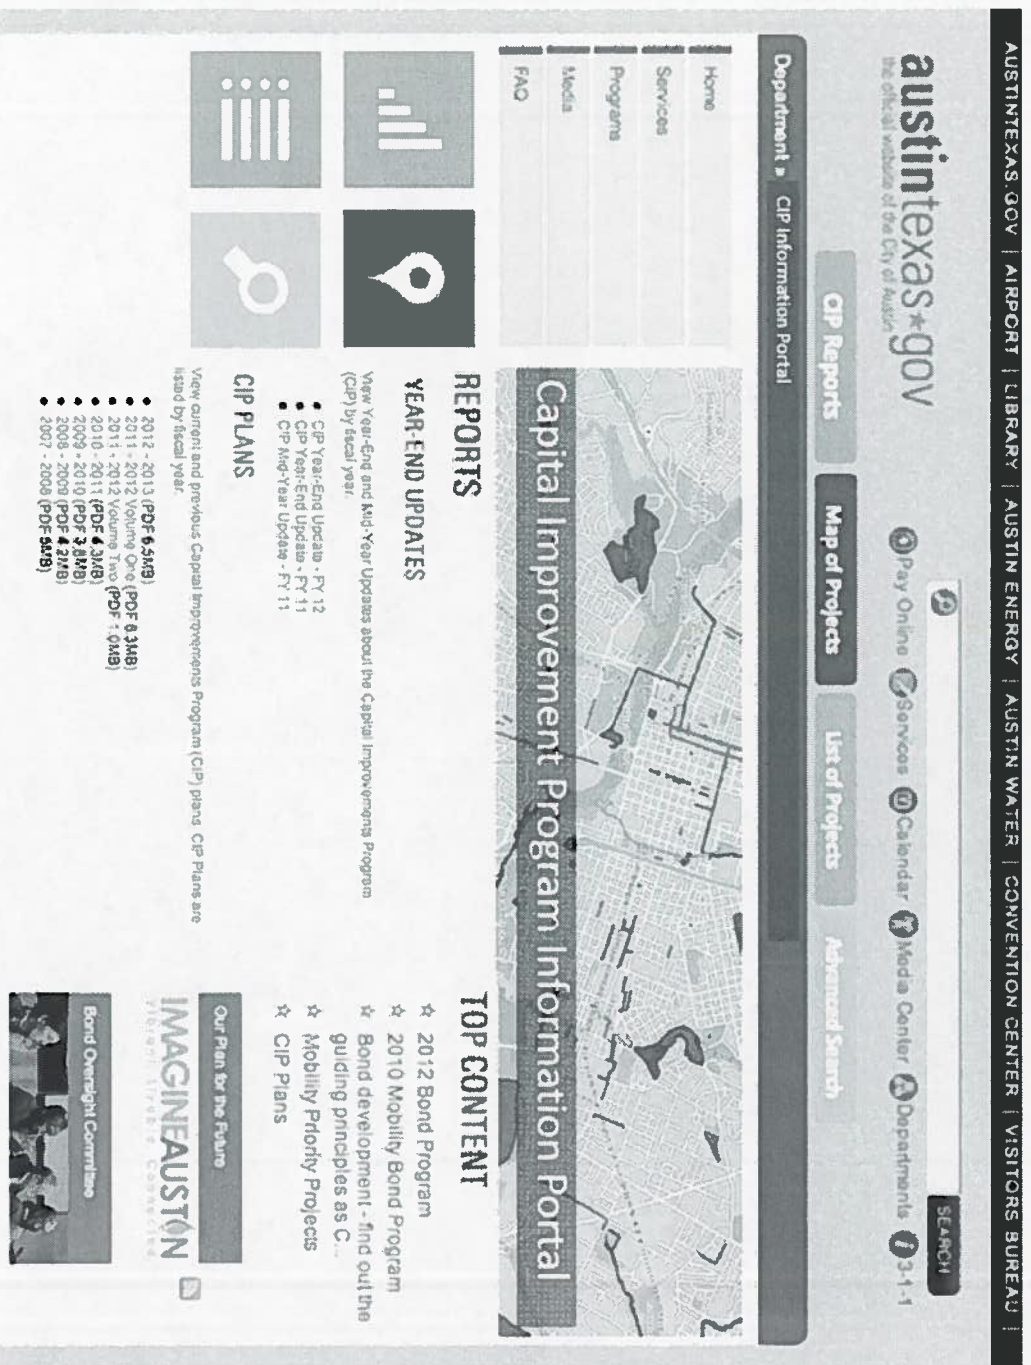 AUSTINTEXAS.GOV | AIRPORT | LIBRARY | AUSTIN ENERGY | AUSTIN WATER | CONVENTION CENTER | VISITORS BUREAU |
SEARCH
austintexas★gov
the official website of the City of Austin
Pay Online Services Calendar Media Center Departments 3-1-1
CIP Reports
Map of Projects
List of Projects
Advanced Search
Department » CIP Information Portal
Home
Services
Programs
Media
FAQ
Capital Improvement Program Information Portal
REPORTS
YEAR-END UPDATES
View Year-End and Mid-Year Updates about the Capital Improvements Program
(CIP) by fiscal year.
• CIP Year-End Update - FY 12
• CIP Year-End Update - FY 11
• CIP Mid-Year Update - FY 11
CIP PLANS
View current and previous Capital Improvements Program (CIP) plans. CIP Plans are
listed by fiscal year.
• 2012 - 2013 (PDF 6.5MB)
• 2011 - 2012 Volume One (PDF 6.3MB)
• 2011 - 2012 Volume Two (PDF 1.0MB)
• 2010 - 2011 (PDF 4.3MB)
• 2009 - 2010 (PDF 3.8MB)
• 2008 - 2009 (PDF 4.2MB)
• 2007 - 2008 (PDF 5MB)
TOP CONTENT
☆ 2012 Bond Program
☆ 2010 Mobility Bond Program
☆ Bond development - find out the
guiding principles as C...
☆ Mobility Priority Projects
☆ CIP Plans
Our Plan for the Future
IMAGINEAUSTIN
Bond Oversight Committee